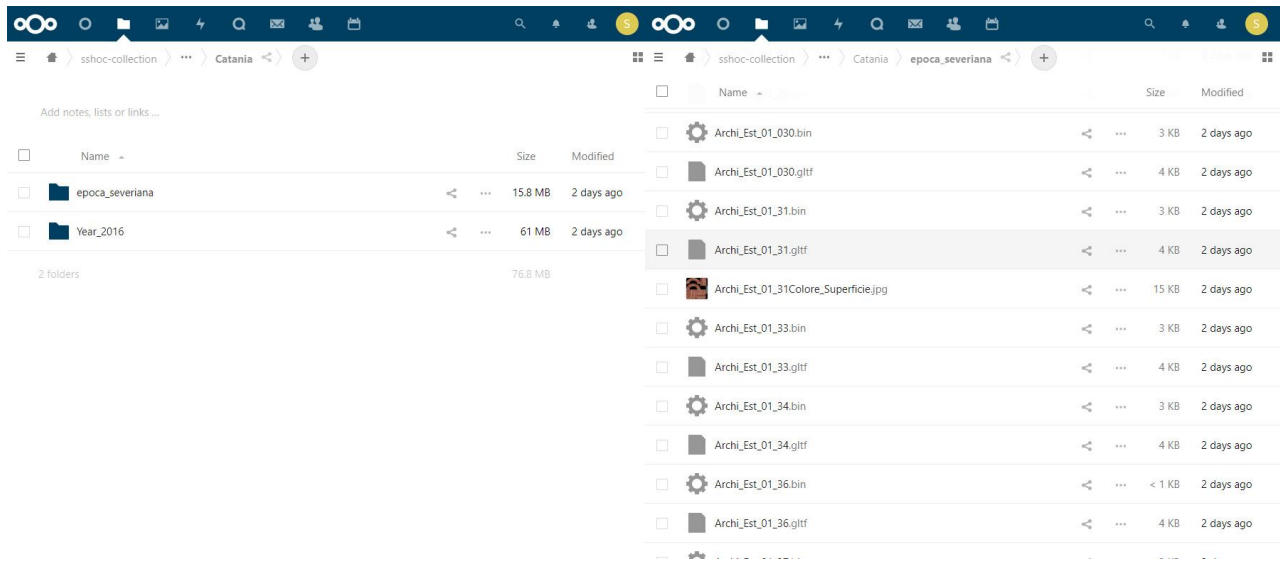 S
sshoc-collection ... Catania +
Add notes, lists or links ...
Name Size Modified
epoca_severiana ... 15.8 MB 2 days ago
Year_2016 ... 61 MB 2 days ago
2 folders 76.8 MB
S
sshoc-collection ... Catania epoca_severiana +
Name Size Modified
Archi_Est_01_030.bin ... 3 KB 2 days ago
Archi_Est_01_030.gltf ... 4 KB 2 days ago
Archi_Est_01_31.bin ... 3 KB 2 days ago
Archi_Est_01_31.gltf ... 4 KB 2 days ago
Archi_Est_01_31Colore_Superficie.jpg ... 15 KB 2 days ago
Archi_Est_01_33.bin ... 3 KB 2 days ago
Archi_Est_01_33.gltf ... 4 KB 2 days ago
Archi_Est_01_34.bin ... 3 KB 2 days ago
Archi_Est_01_34.gltf ... 4 KB 2 days ago
Archi_Est_01_36.bin ... < 1 KB 2 days ago
Archi_Est_01_36.gltf ... 4 KB 2 days ago